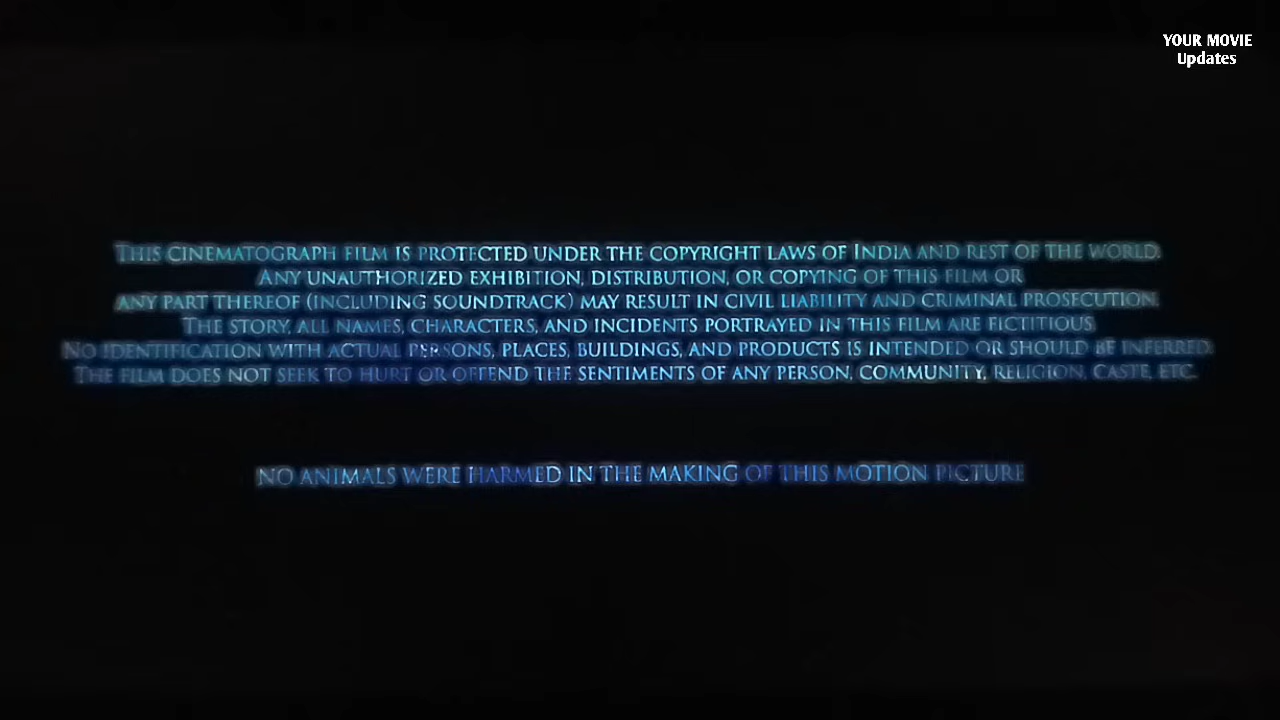 YOUR MOVIE
Updates
THIS CINEMATOGRAPH FILM IS PROTECTED UNDER THE COPYRIGHT LAWS OF INDIA AND REST OF THE WORLD.
ANY UNAUTHORIZED EXHIBITION, DISTRIBUTION, OR COPYING OF THIS FILM OR
ANY PART THEREOF (INCLUDING SOUNDTRACK) MAY RESULT IN CIVIL LIABILITY AND CRIMINAL PROSECUTION.
THE STORY, ALL NAMES, CHARACTERS, AND INCIDENTS PORTRAYED IN THIS FILM ARE FICTITIOUS.
NO IDENTIFICATION WITH ACTUAL PERSONS, PLACES, BUILDINGS, AND PRODUCTS IS INTENDED OR SHOULD BE INFERRED.
THE FILM DOES NOT SEEK TO HURT OR OFFEND THE SENTIMENTS OF ANY PERSON, COMMUNITY, RELIGION, CASTE, ETC.
NO ANIMALS WERE HARMED IN THE MAKING OF THIS MOTION PICTURE